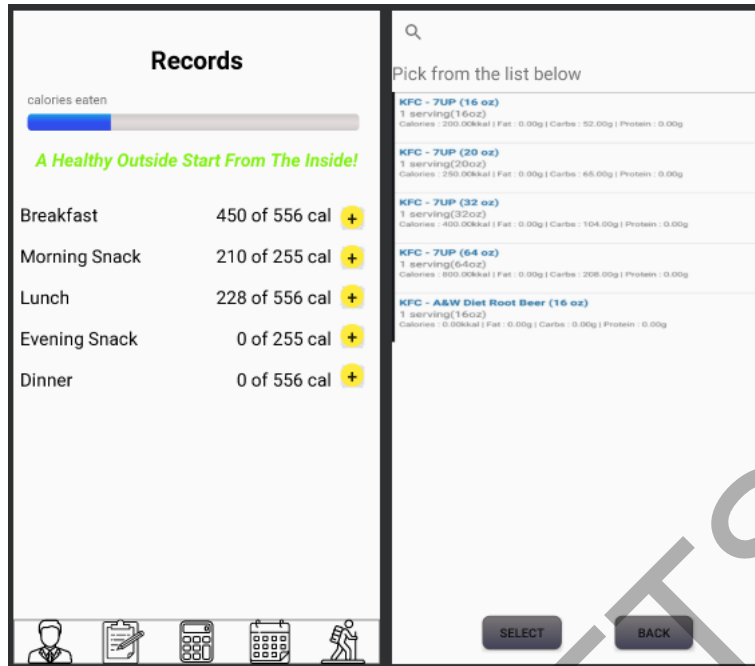 Records
calories eaten
A Healthy Outside Start From The Inside!
Breakfast 450 of 556 cal +
Morning Snack 210 of 255 cal +
Lunch 228 of 556 cal +
Evening Snack 0 of 255 cal +
Dinner 0 of 556 cal +
Pick from the list below
KFC - 7UP (16 oz)
1 serving(16oz)
Calories : 200.00kkal | Fat : 0.00g | Carbs : 52.00g | Protein : 0.00g
KFC - 7UP (20 oz)
1 serving(20oz)
Calories : 250.00kkal | Fat : 0.00g | Carbs : 65.00g | Protein : 0.00g
KFC - 7UP (32 oz)
1 serving(32oz)
Calories : 400.00kkal | Fat : 0.00g | Carbs : 104.00g | Protein : 0.00g
KFC - 7UP (64 oz)
1 serving(64oz)
Calories : 800.00kkal | Fat : 0.00g | Carbs : 208.00g | Protein : 0.00g
KFC - A&W Diet Root Beer (16 oz)
1 serving(16oz)
Calories : 0.00kkal | Fat : 0.00g | Carbs : 0.00g | Protein : 0.00g
SELECT BACK